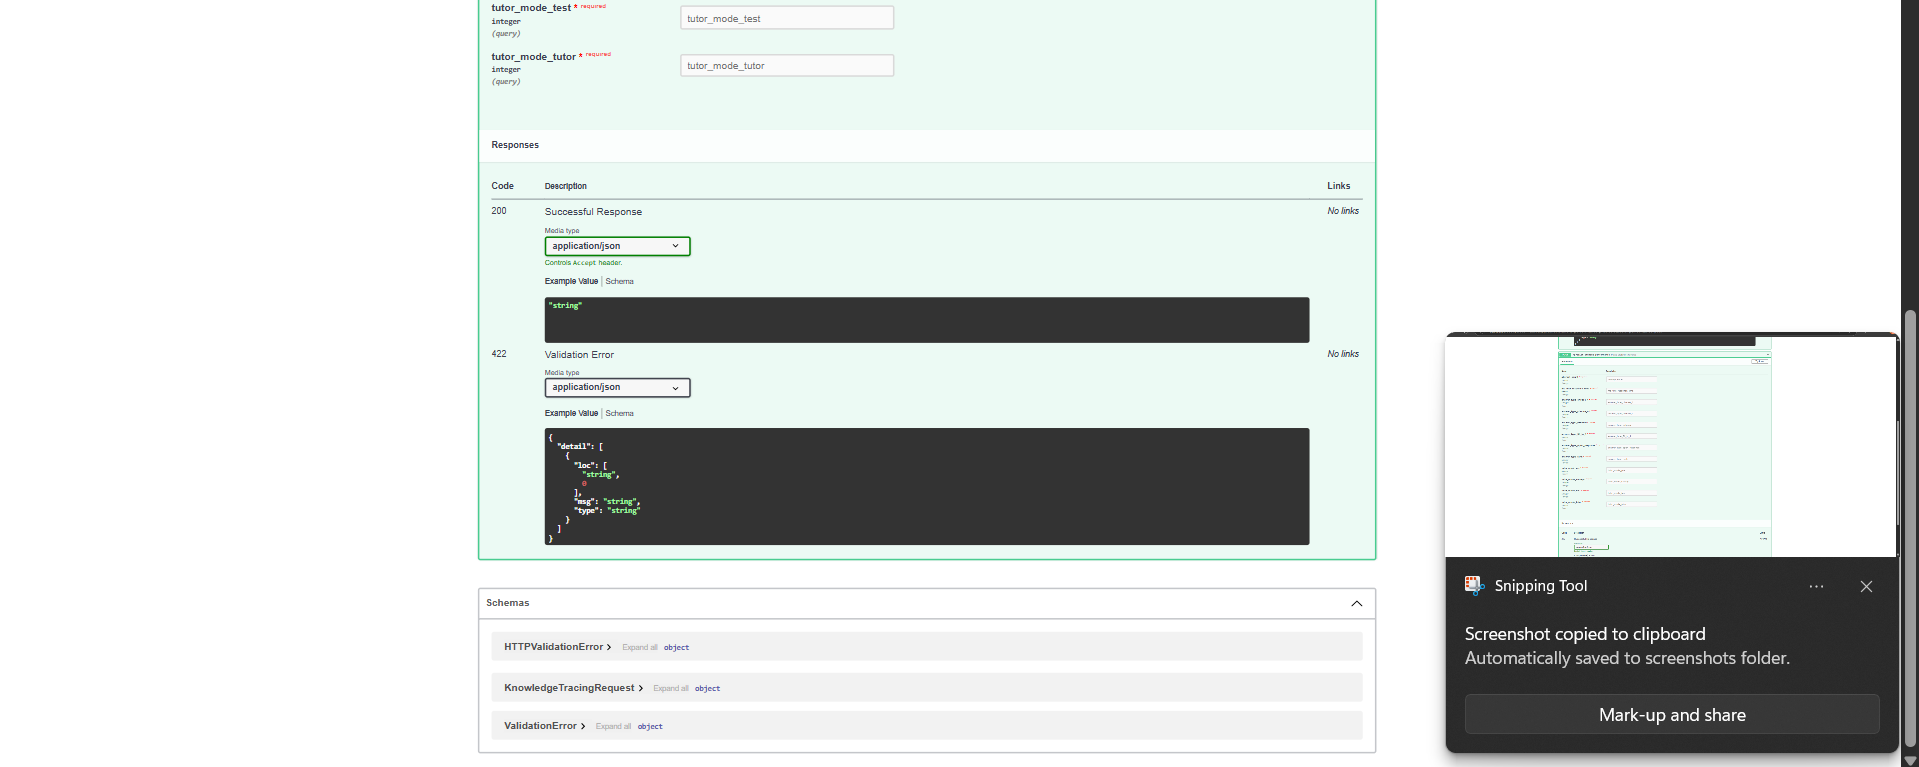 tutor_mode_test * required
integer
(query)
tutor_mode_test
tutor_mode_tutor * required
integer
(query)
tutor_mode_tutor
Responses
Code Description Links
200 Successful Response No links
Media type
application/json
Controls Accept header.
Example Value | Schema
"string"
422 Validation Error No links
Media type
application/json
Example Value | Schema
{
"detail": [
{
"loc": [
"string",
0
],
"msg": "string",
"type": "string"
}
]
}
Schemas
HTTPValidationError > Expand all object
KnowledgeTracingRequest > Expand all object
ValidationError > Expand all object
Snipping Tool
Screenshot copied to clipboard
Automatically saved to screenshots folder.
Mark-up and share